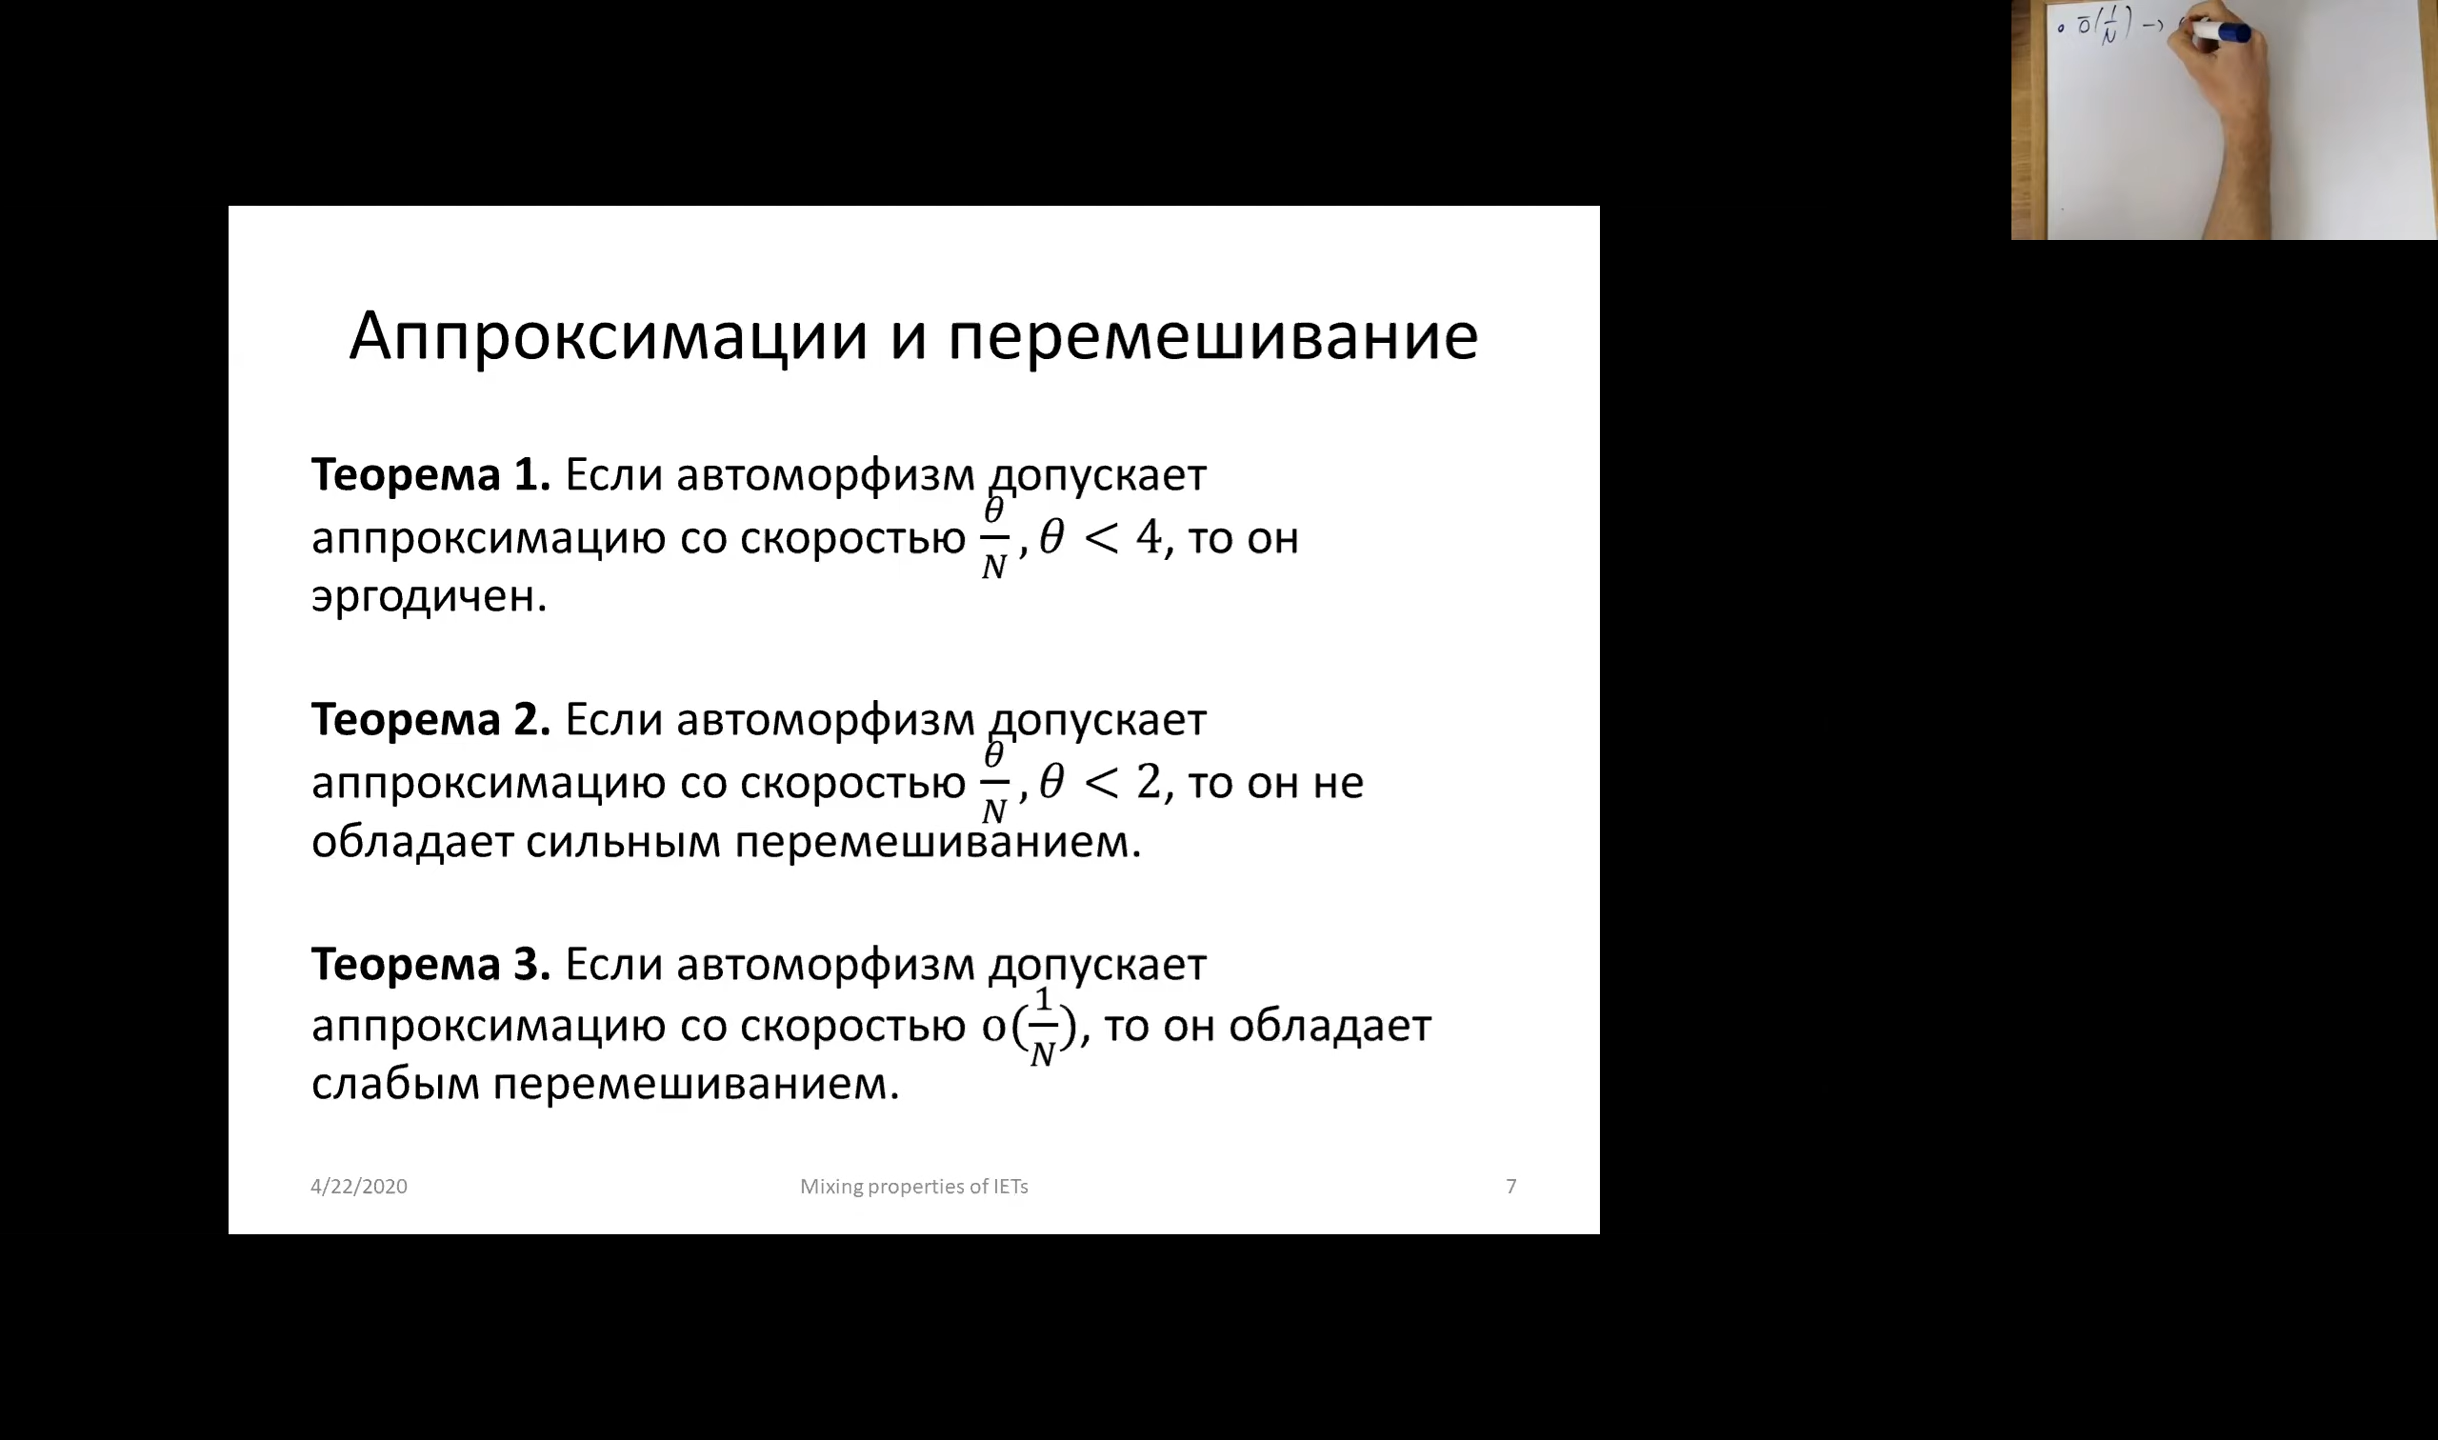 Аппроксимации и перемешивание
Теорема 1. Если автоморфизм допускает
аппроксимацию со скоростью θ/N, θ < 4, то он
эргодичен.
Теорема 2. Если автоморфизм допускает
аппроксимацию со скоростью θ/N, θ < 2, то он не
обладает сильным перемешиванием.
Теорема 3. Если автоморфизм допускает
аппроксимацию со скоростью o(1/N), то он обладает
слабым перемешиванием.
4/22/2020
Mixing properties of IETs
7
• ō(1/N) →